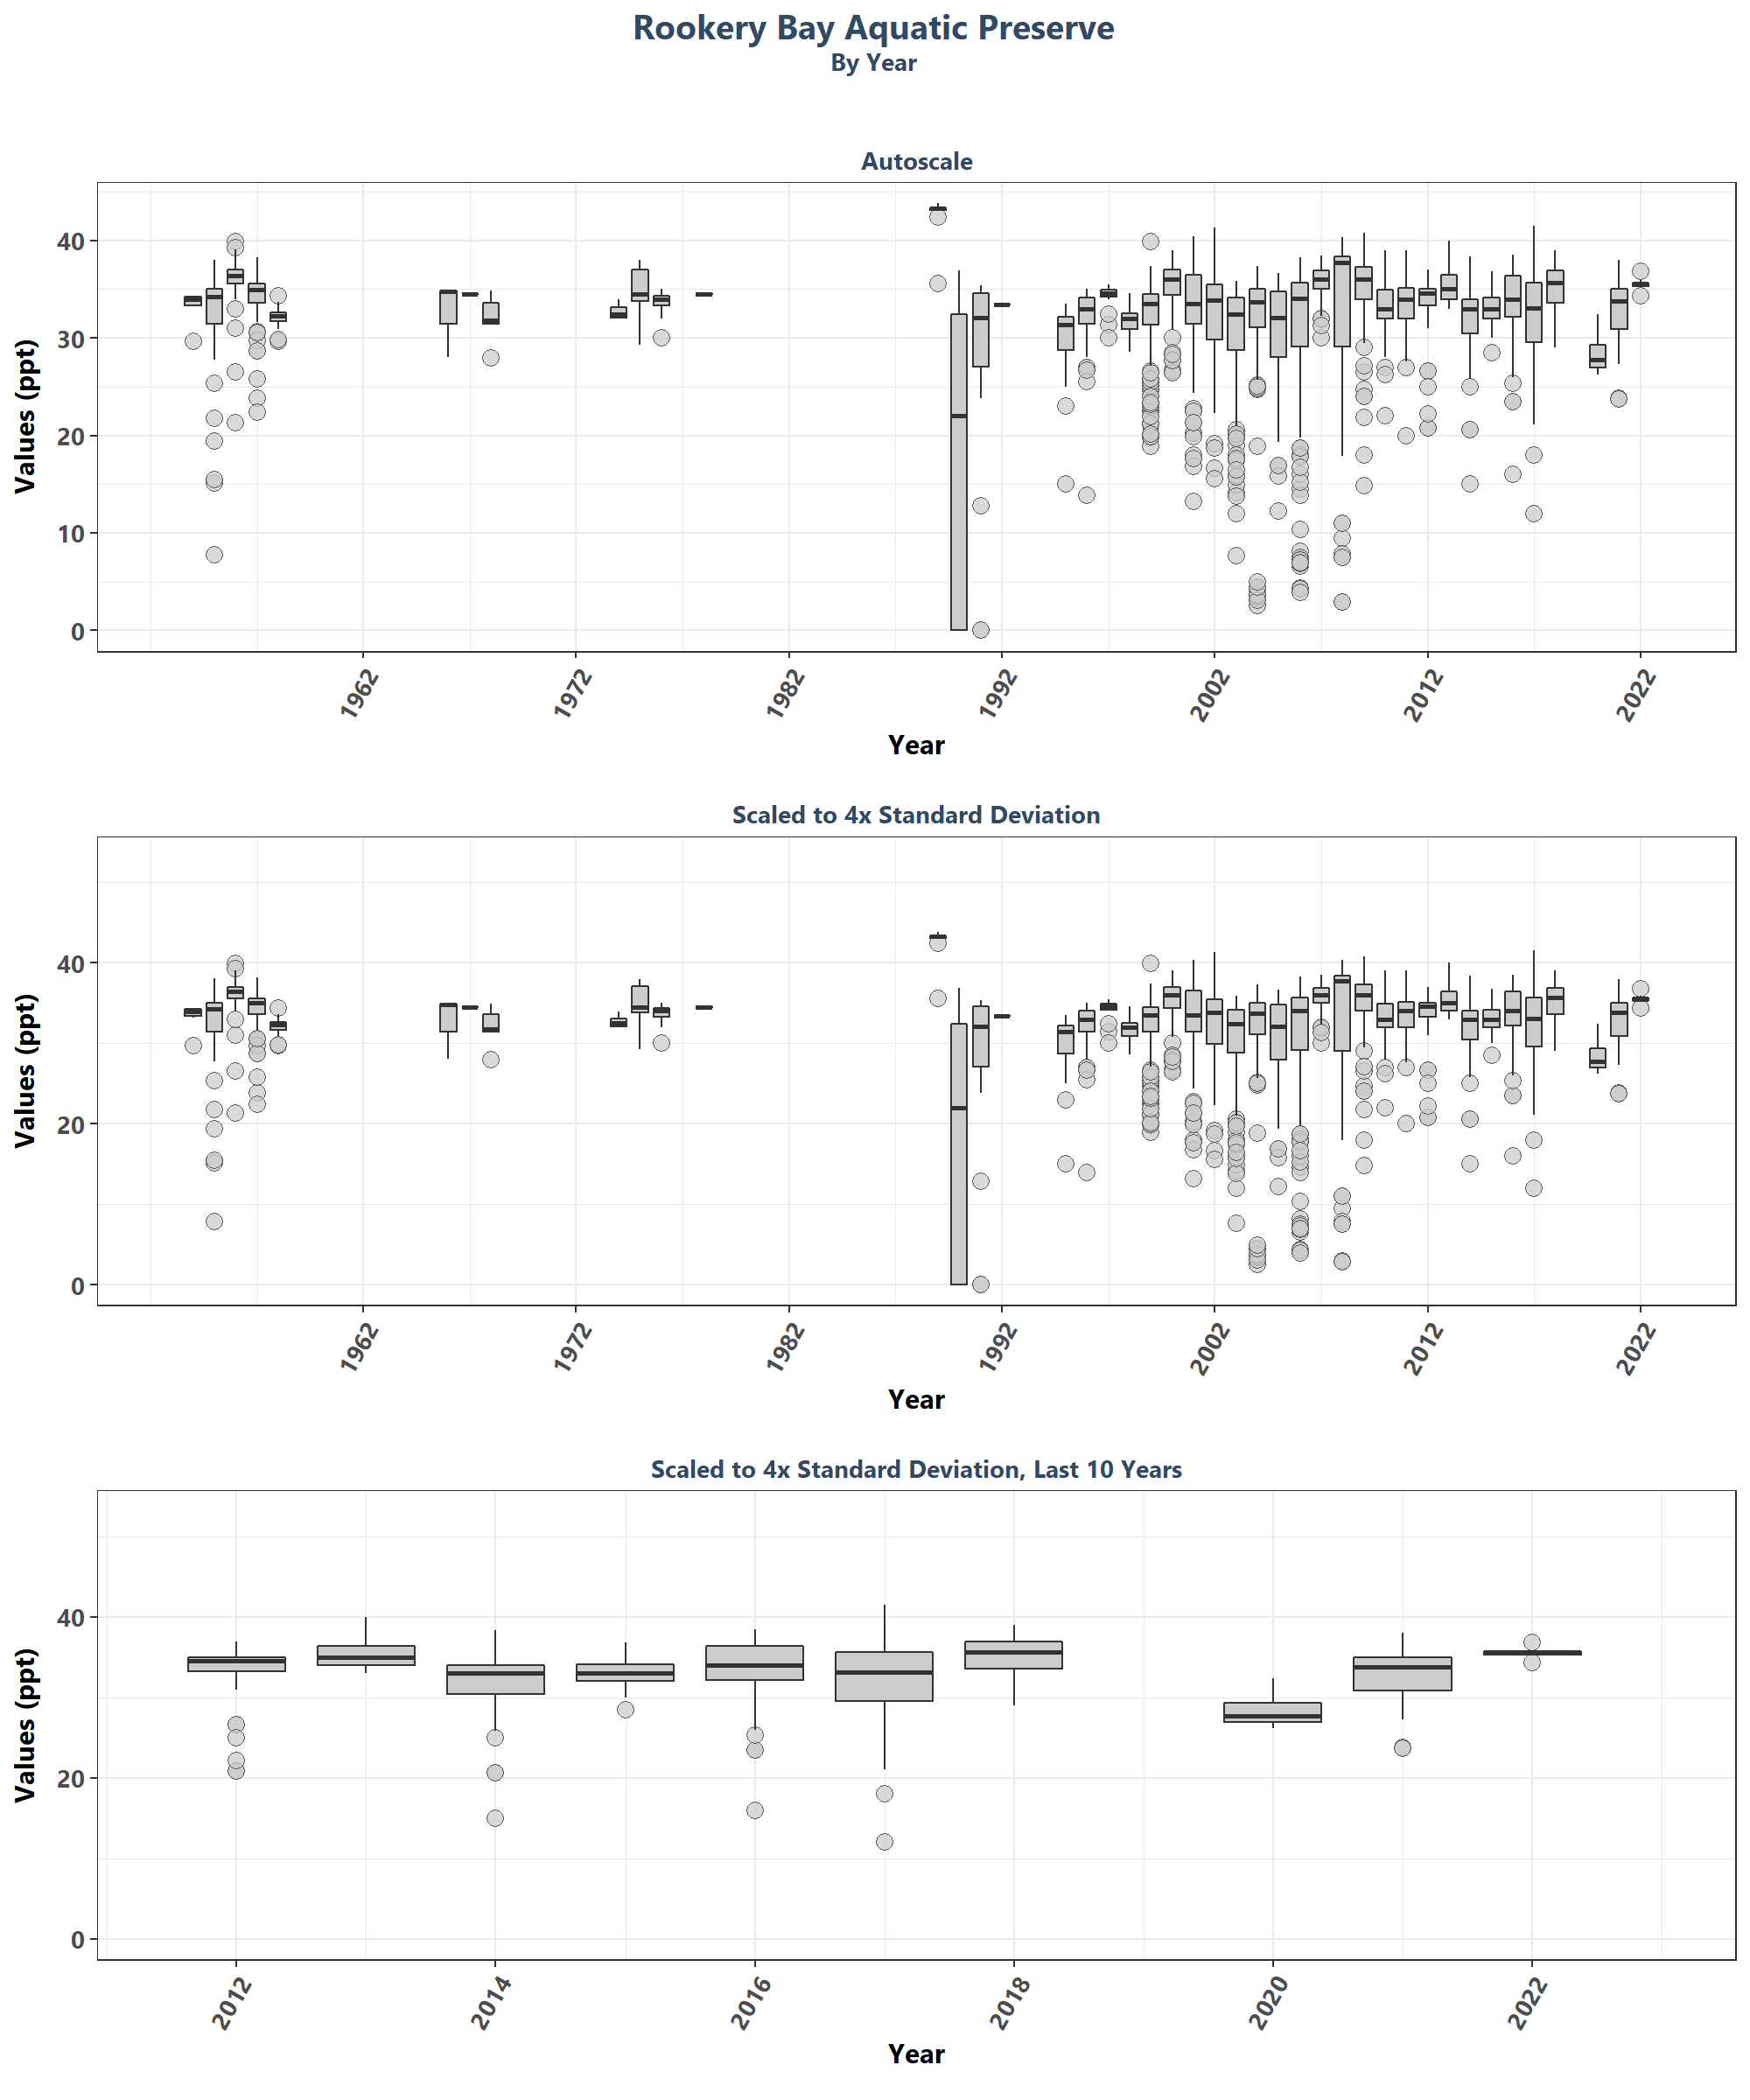 Rookery Bay Aquatic Preserve
By Year
Autoscale
Values (ppt)
40
30
20
10
0
1962 1972 1982 1992 2002 2012 2022
Year
Scaled to 4x Standard Deviation
Values (ppt)
40
20
0
1962 1972 1982 1992 2002 2012 2022
Year
Scaled to 4x Standard Deviation, Last 10 Years
Values (ppt)
40
20
0
2012 2014 2016 2018 2020 2022
Year